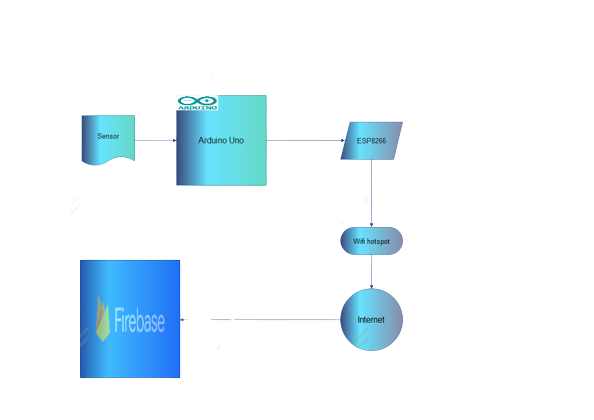 ARDUINO
Sensor
Arduino Uno
ESP8266
Wifi hotspot
Internet
Firebase